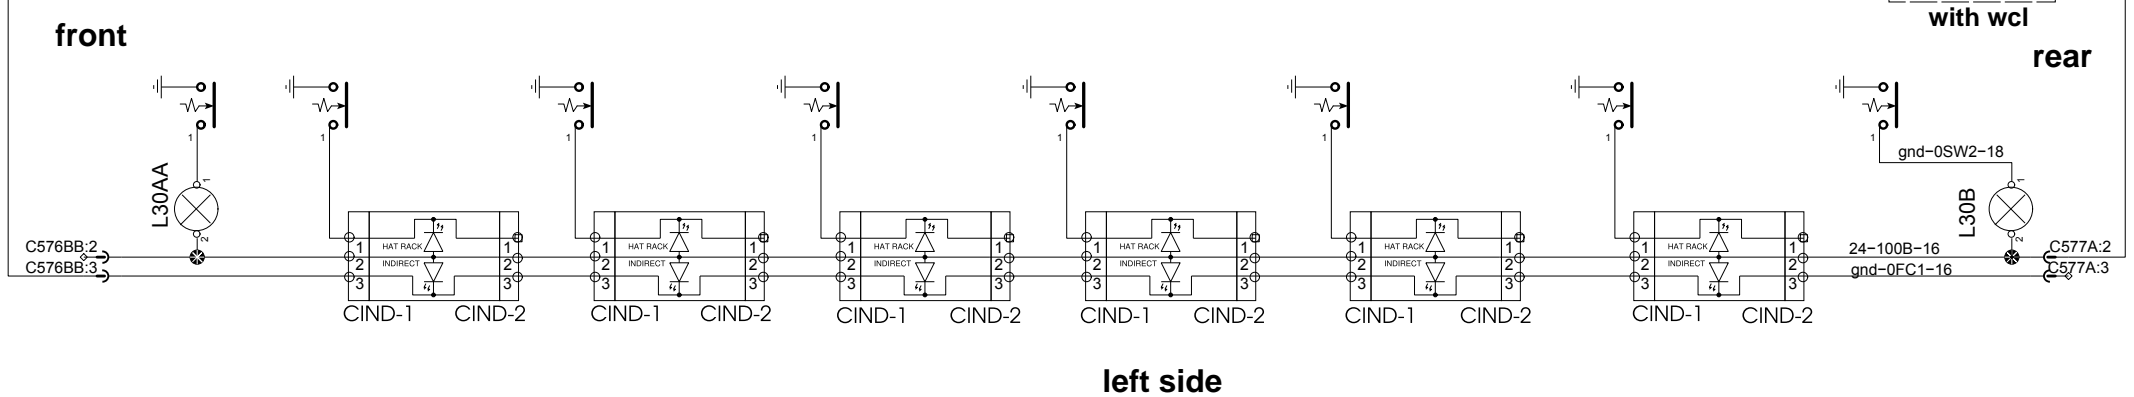 with wcl
front
rear
1 1 1 1 1 1 1 1
gnd-0SW2-18
L30AA 1 2
L30B 1 2
C576BB:2
C576BB:3
HAT RACK INDIRECT 1 2 3 1 2 3
HAT RACK INDIRECT 1 2 3 1 2 3
HAT RACK INDIRECT 1 2 3 1 2 3
HAT RACK INDIRECT 1 2 3 1 2 3
HAT RACK INDIRECT 1 2 3 1 2 3
HAT RACK INDIRECT 1 2 3 1 2 3
24-100B-16
gnd-0FC1-16
C577A:2
C577A:3
CIND-1 CIND-2 CIND-1 CIND-2 CIND-1 CIND-2 CIND-1 CIND-2 CIND-1 CIND-2 CIND-1 CIND-2
left side